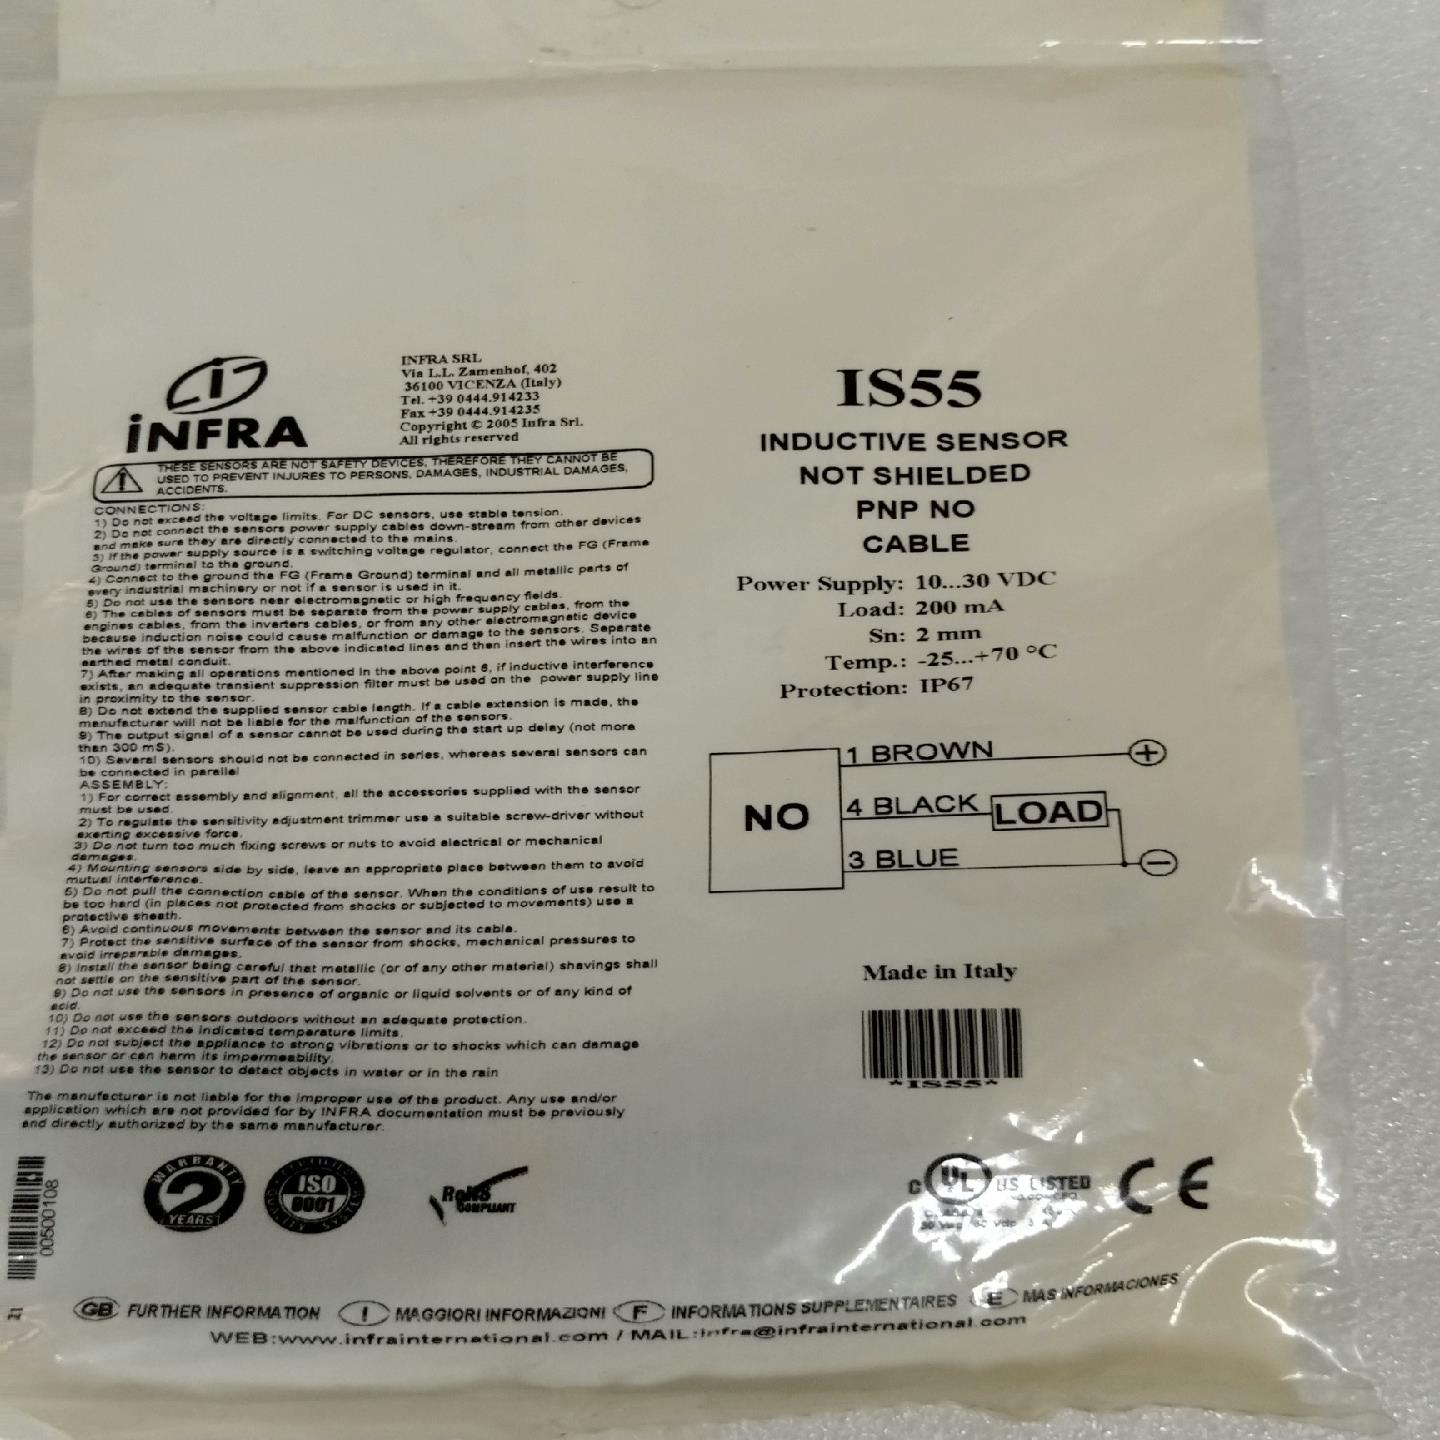 iNFRA
INFRA SRL
Via L.L. Zamenhof, 402
36100 VICENZA (Italy)
Tel. +39 0444.914233
Fax +39 0444.914235
Copyright © 2005 Infra Srl.
All rights reserved
THESE SENSORS ARE NOT SAFETY DEVICES, THEREFORE THEY CANNOT BE
USED TO PREVENT INJURES TO PERSONS, DAMAGES, INDUSTRIAL DAMAGES,
ACCIDENTS.
CONNECTIONS:
1) Do not exceed the voltage limits. For DC sensors, use stable tension.
2) Do not connect the sensors power supply cables down-stream from other devices
and make sure they are directly connected to the mains.
3) If the power supply source is a switching voltage regulator, connect the FG (Frame
Ground) terminal to the ground.
4) Connect to the ground the FG (Frame Ground) terminal and all metallic parts of
every industrial machinery or not if a sensor is used in it.
5) Do not use the sensors near electromagnetic or high frequency fields.
6) The cables of sensors must be separate from the power supply cables, from the
engines cables, from the inverters cables, or from any other electromagnetic device
because induction noise could cause malfunction or damage to the sensors. Separate
the wires of the sensor from the above indicated lines and then insert the wires into an
earthed metal conduit.
7) After making all operations mentioned in the above point 6, if inductive interference
exists, an adequate transient suppression filter must be used on the power supply line
in proximity to the sensor.
8) Do not extend the supplied sensor cable length. If a cable extension is made, the
manufacturer will not be liable for the malfunction of the sensors.
9) The output signal of a sensor cannot be used during the start up delay (not more
than 300 mS).
10) Several sensors should not be connected in series, whereas several sensors can
be connected in parallel
ASSEMBLY:
1) For correct assembly and alignment, all the accessories supplied with the sensor
must be used.
2) To regulate the sensitivity adjustment trimmer use a suitable screw-driver without
exerting excessive force.
3) Do not turn too much fixing screws or nuts to avoid electrical or mechanical
damages.
4) Mounting sensors side by side, leave an appropriate place between them to avoid
mutual interference.
5) Do not pull the connection cable of the sensor. When the conditions of use result to
be too hard (in places not protected from shocks or subjected to movements) use a
protective sheath.
6) Avoid continuous movements between the sensor and its cable.
7) Protect the sensitive surface of the sensor from shocks, mechanical pressures to
avoid irreparable damages.
8) Install the sensor being careful that metallic (or of any other material) shavings shall
not settle on the sensitive part of the sensor.
9) Do not use the sensors in presence of organic or liquid solvents or of any kind of
acid.
10) Do not use the sensors outdoors without an adequate protection.
11) Do not exceed the indicated temperature limits.
12) Do not subject the appliance to strong vibrations or to shocks which can damage
the sensor or can harm its impermeability.
13) Do not use the sensor to detect objects in water or in the rain
The manufacturer is not liable for the improper use of the product. Any use and/or
application which are not provided for by INFRA documentation must be previously
and directly authorized by the same manufacturer.
IS55
INDUCTIVE SENSOR
NOT SHIELDED
PNP NO
CABLE
Power Supply: 10...30 VDC
Load: 200 mA
Sn: 2 mm
Temp.: -25...+70 °C
Protection: IP67
NO
1 BROWN +
4 BLACK LOAD
3 BLUE -
Made in Italy
*IS55*
00500108
WARRANTY
2
YEARS
ISO
9001
QUALITY SYSTEM
RoHS
COMPLIANT
C UL US LISTED
CE
GB FURTHER INFORMATION I MAGGIORI INFORMAZIONI F INFORMATIONS SUPPLEMENTAIRES E MAS INFORMACIONES
WEB:www.infrainternational.com / MAIL:infra@infrainternational.com